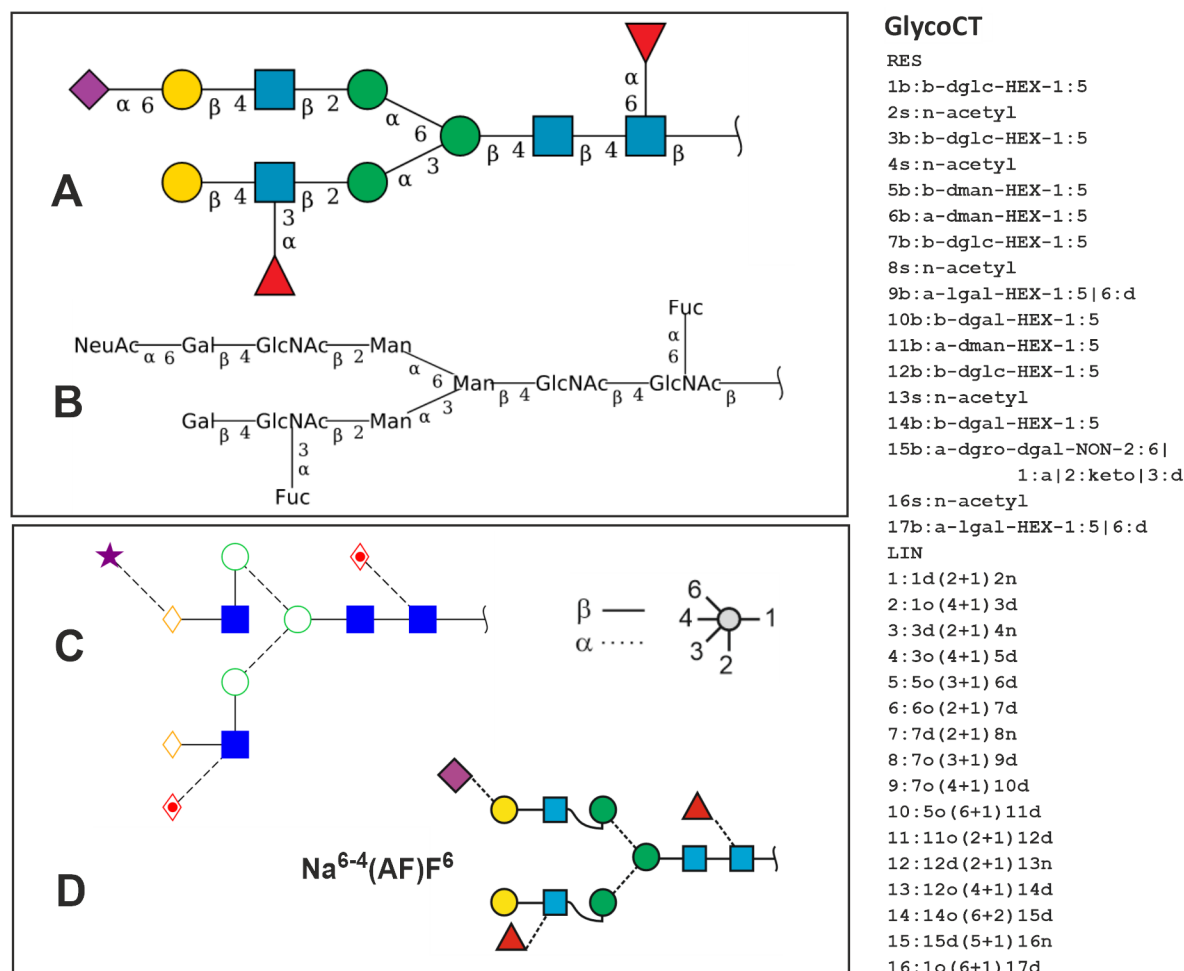 α 6 β 4 β 2 α 6
α 6
β 4 β 4 β
A
β 4 β 2 α 3
3 α
NeuAc α 6 Gal β 4 GlcNAc β 2 Man α 6
Fuc α 6
Man β 4 GlcNAc β 4 GlcNAc β
B
Gal β 4 GlcNAc β 2 Man α 3
3 α Fuc
C
β
α
6
4 1
3
2
Na6-4(AF)F6
D
GlycoCT
RES
1b:b-dglc-HEX-1:5
2s:n-acetyl
3b:b-dglc-HEX-1:5
4s:n-acetyl
5b:b-dman-HEX-1:5
6b:a-dman-HEX-1:5
7b:b-dglc-HEX-1:5
8s:n-acetyl
9b:a-lgal-HEX-1:5|6:d
10b:b-dgal-HEX-1:5
11b:a-dman-HEX-1:5
12b:b-dglc-HEX-1:5
13s:n-acetyl
14b:b-dgal-HEX-1:5
15b:a-dgro-dgal-NON-2:6|
1:a|2:keto|3:d
16s:n-acetyl
17b:a-lgal-HEX-1:5|6:d
LIN
1:1d(2+1)2n
2:1o(4+1)3d
3:3d(2+1)4n
4:3o(4+1)5d
5:5o(3+1)6d
6:6o(2+1)7d
7:7d(2+1)8n
8:7o(3+1)9d
9:7o(4+1)10d
10:5o(6+1)11d
11:11o(2+1)12d
12:12d(2+1)13n
13:12o(4+1)14d
14:14o(6+2)15d
15:15d(5+1)16n
16:1o(6+1)17d